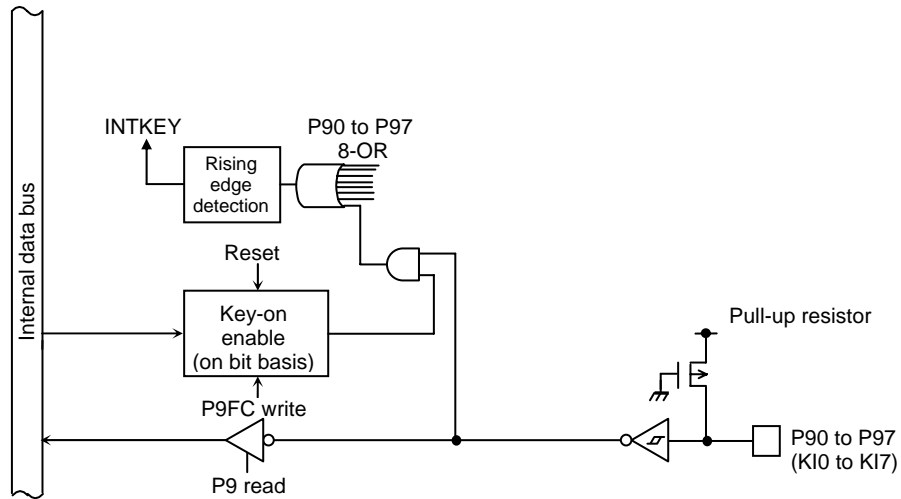 INTKEY
P90 to P97
8-OR
Rising
edge
detection
Internal data bus
Reset
Key-on
enable
(on bit basis)
Pull-up resistor
P9FC write
P90 to P97
(KI0 to KI7)
P9 read